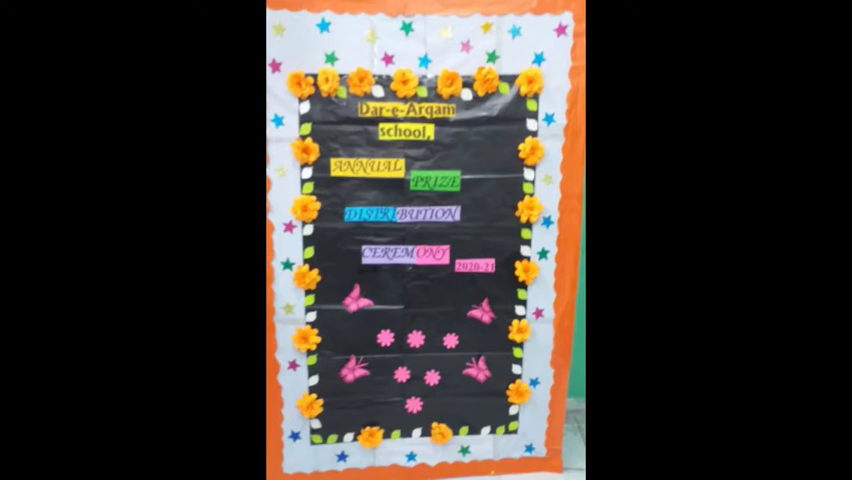 Dar-e-Arqam
school,
ANNUAL
PRIZE
DISTRIBUTION
CEREMONY
2020-21